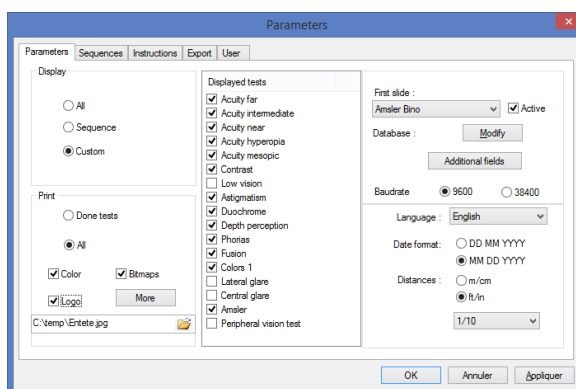 Parameters
Parameters Sequences Instructions Export User
Display
All
Sequence
Custom
Print
Done tests
All
Color Bitmaps
Logo More
C:\temp\Entete.jpg
Displayed tests
Acuity far
Acuity intermediate
Acuity near
Acuity hyperopia
Acuity mesopic
Contrast
Low vision
Astigmatism
Duochrome
Depth perception
Phorias
Fusion
Colors 1
Lateral glare
Central glare
Amsler
Peripheral vision test
First slide :
Amsler Bino Active
Database : Modify
Additional fields
Baudrate 9600 38400
Language : English
Date format: DD MM YYYY
MM DD YYYY
Distances : m/cm
ft/in
1/10
OK Annuler Appliquer